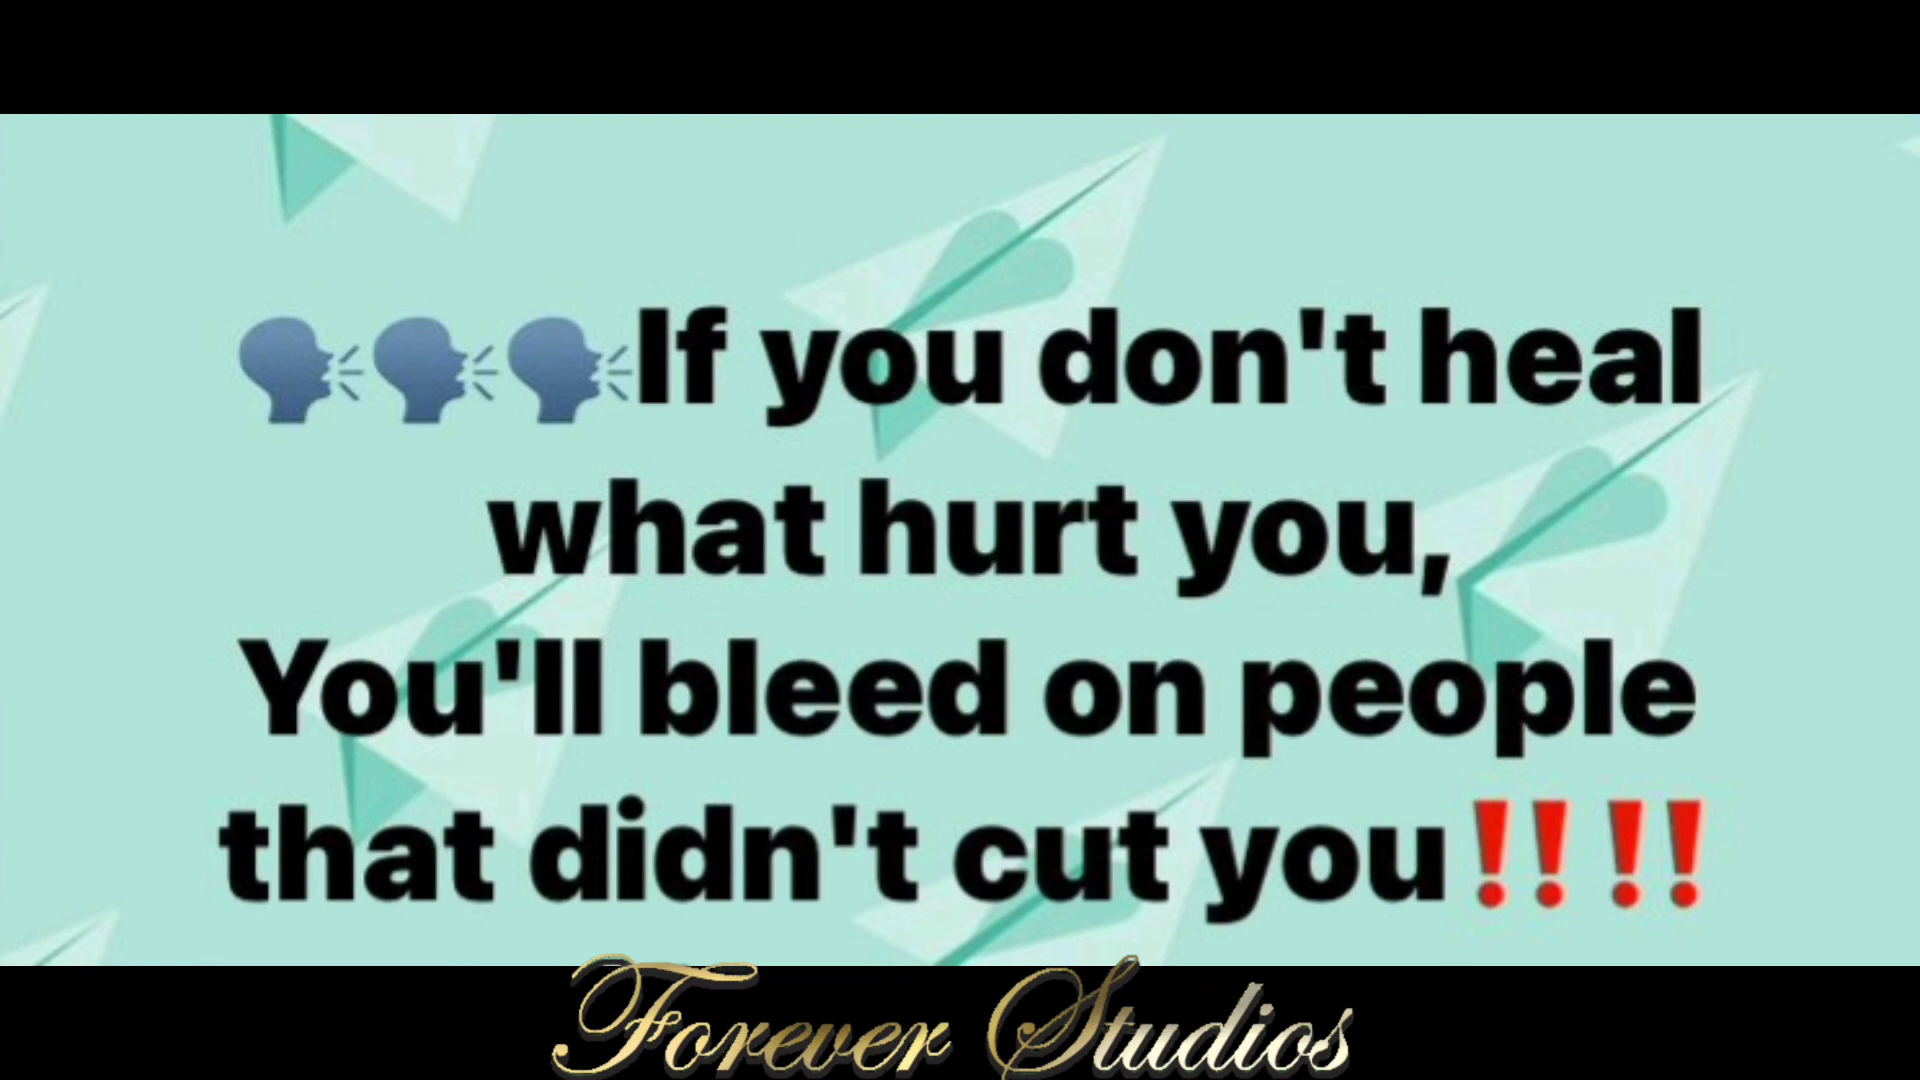 🗣️🗣️🗣️If you don't heal
what hurt you,
You'll bleed on people
that didn't cut you‼️‼️
Forever Studios